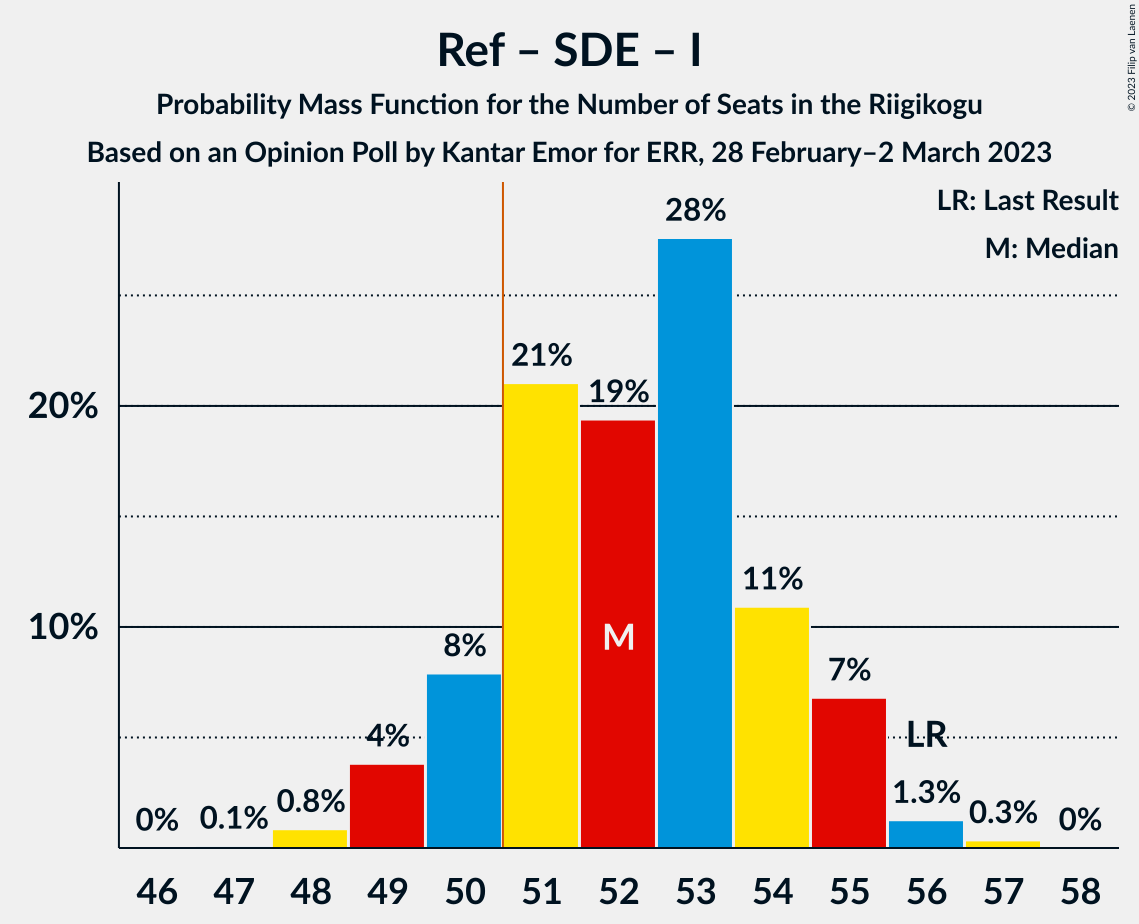 Ref – SDE – I
Probability Mass Function for the Number of Seats in the Riigikogu
Based on an Opinion Poll by Kantar Emor for ERR, 28 February–2 March 2023
© 2023 Filip van Laenen
LR: Last Result
M: Median
28%
21%
19%
20%
11%
10%
M
8%
7%
4%
LR
0%
0.1%
0.8%
1.3%
0.3%
0%
46 47 48 49 50 51 52 53 54 55 56 57 58